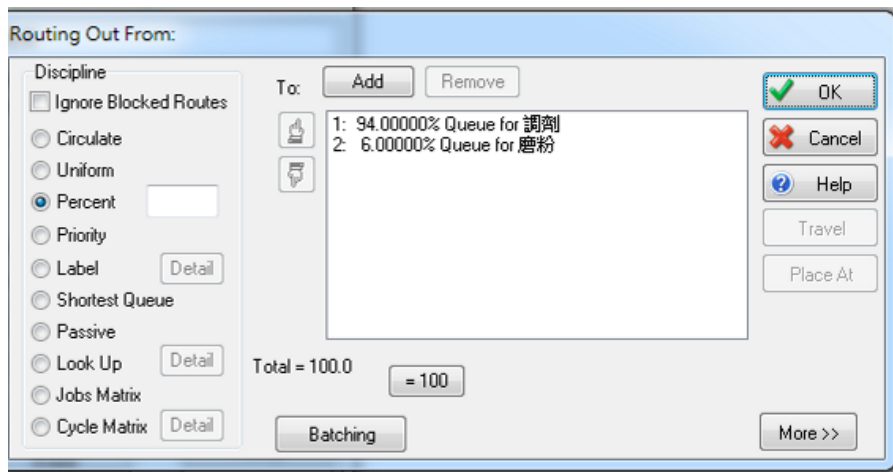 Routing Out From:
Discipline
Ignore Blocked Routes
Circulate
Uniform
Percent
Priority
Label
Detail
Shortest Queue
Passive
Look Up
Detail
Jobs Matrix
Cycle Matrix
Detail
To:
Add
Remove
1: 94.00000% Queue for 調劑
2: 6.00000% Queue for 磨粉
Total = 100.0
= 100
Batching
OK
Cancel
Help
Travel
Place At
More >>